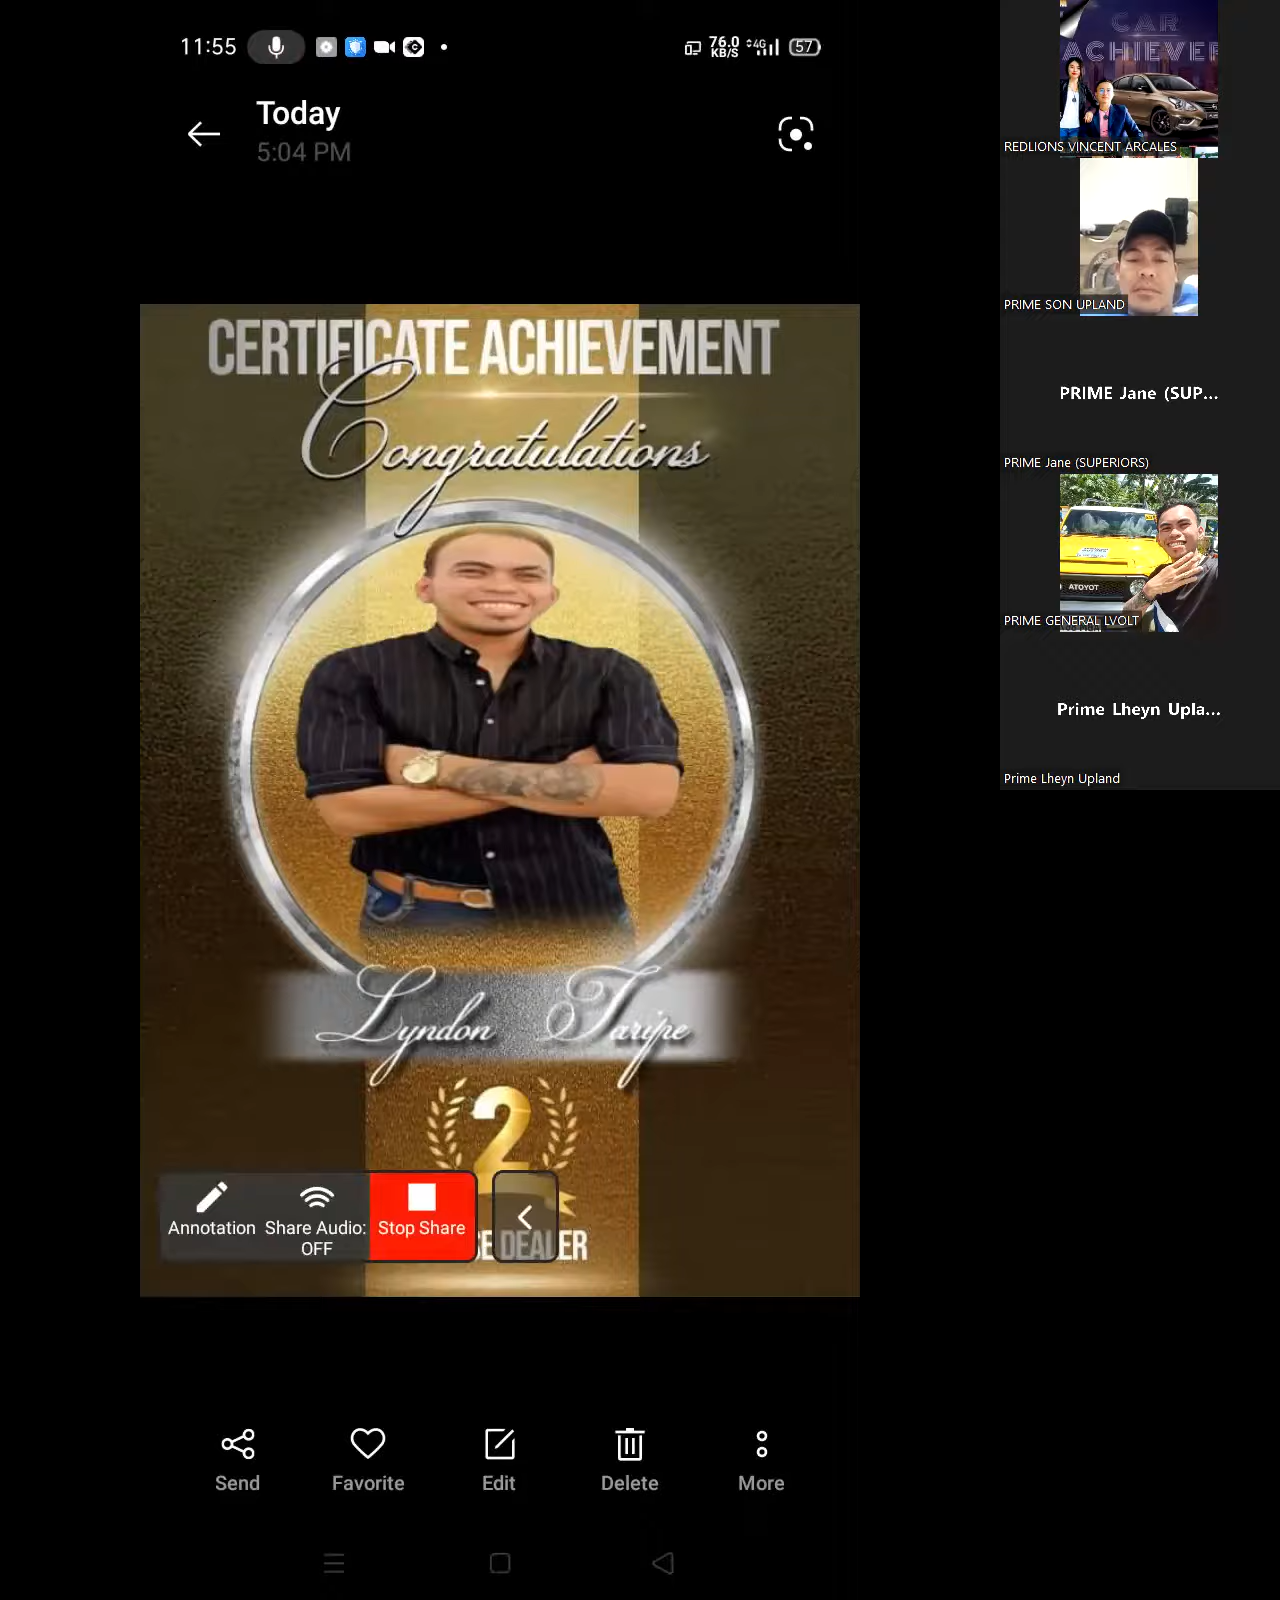 11:55
76.0
KB/S
4G
57
Today
5:04 PM
CERTIFICATE ACHIEVEMENT
Congratulations
Lyndon Taripe
2
DEALER
Annotation
Share Audio:
OFF
Stop Share
Send
Favorite
Edit
Delete
More
CAR
ACHIEVER
REDLIONS VINCENT ARCALES
PRIME SON UPLAND
PRIME Jane (SUP...
PRIME Jane (SUPERIORS)
ATOYOT
PRIME GENERAL LVOLT
Prime Lheyn Upla...
Prime Lheyn Upland